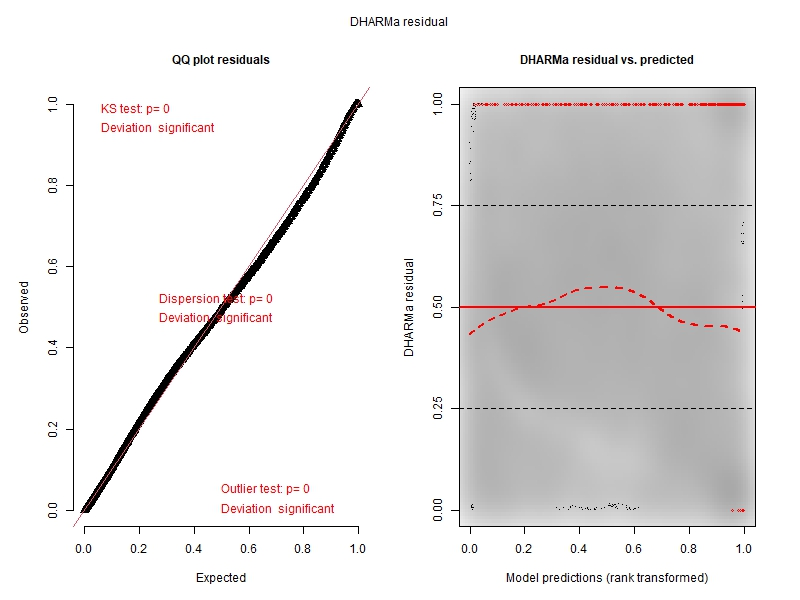 DHARMa residual
QQ plot residuals
KS test: p= 0
Deviation  significant
Dispersion test: p= 0
Deviation  significant
Outlier test: p= 0
Deviation  significant
Observed
0.0
0.2
0.4
0.6
0.8
1.0
0.0
0.2
0.4
0.6
0.8
1.0
Expected
DHARMa residual vs. predicted
DHARMa residual
0.00
0.25
0.50
0.75
1.00
0.0
0.2
0.4
0.6
0.8
1.0
Model predictions (rank transformed)